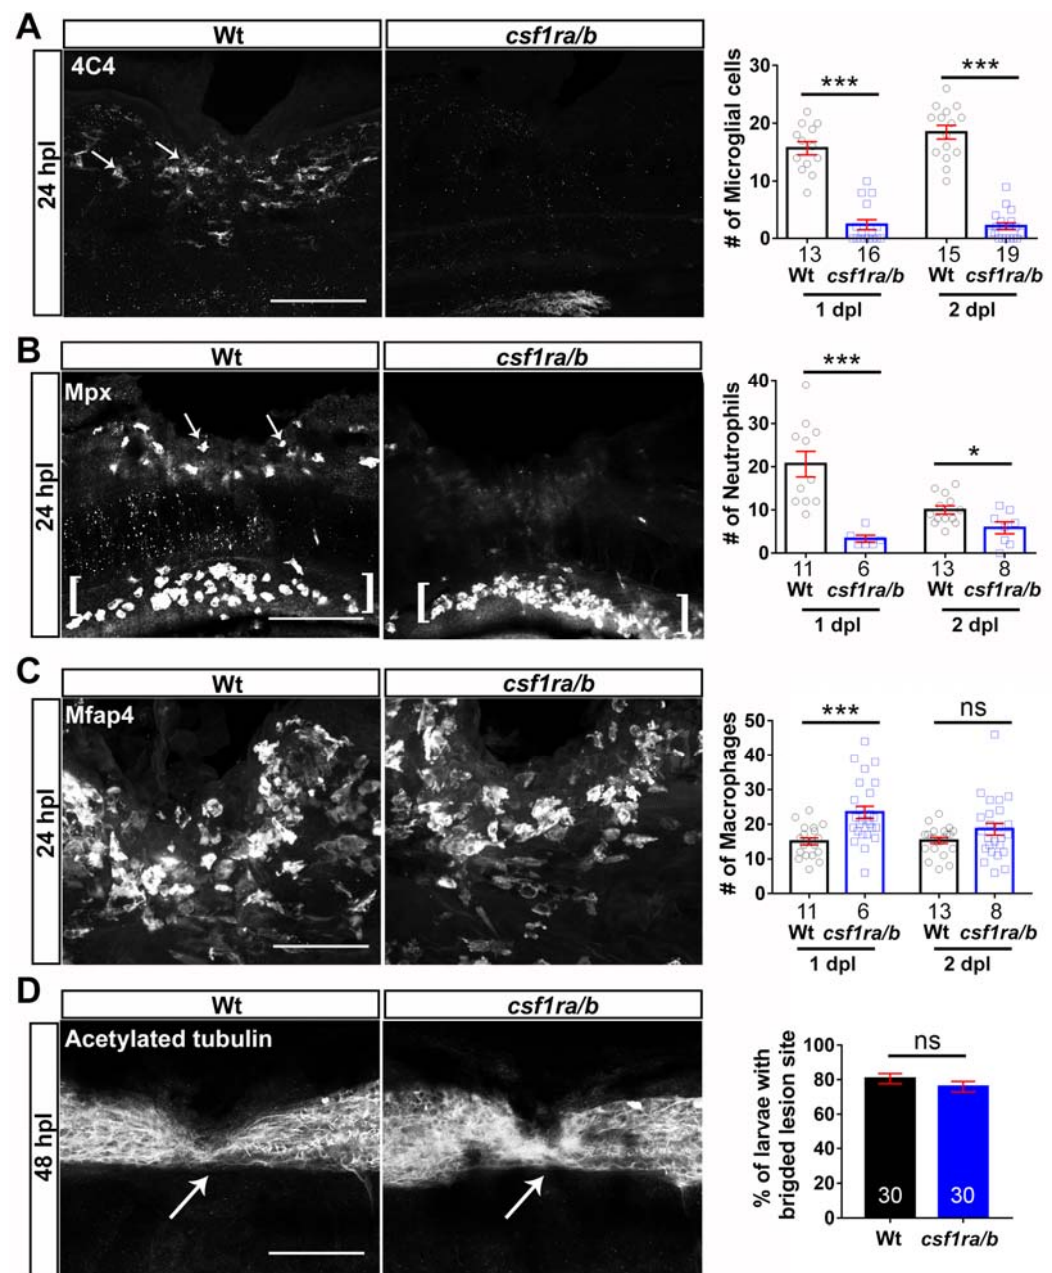 A
Wt
csf1ra/b
24 hpl
4C4
# of Microglial cells
30
20
10
0
***
***
13 16 15 19
Wt csf1ra/b Wt csf1ra/b
1 dpl 2 dpl
B
Wt
csf1ra/b
24 hpl
Mpx
[ ]
[ ]
# of Neutrophils
40
30
20
10
0
***
*
11 6 13 8
Wt csf1ra/b Wt csf1ra/b
1 dpl 2 dpl
C
Wt
csf1ra/b
24 hpl
Mfap4
# of Macrophages
50
40
30
20
10
0
***
ns
11 6 13 8
Wt csf1ra/b Wt csf1ra/b
1 dpl 2 dpl
D
Wt
csf1ra/b
48 hpl
Acetylated tubulin
% of larvae with
brigded lesion site
100
80
60
40
20
0
ns
30 30
Wt csf1ra/b